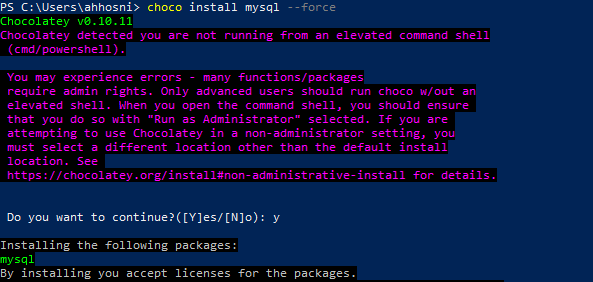 PS C:\Users\ahhosni> choco install mysql --force
Chocolatey v0.10.11
Chocolatey detected you are not running from an elevated command shell
(cmd/powershell).
You may experience errors - many functions/packages
require admin rights. Only advanced users should run choco w/out an
elevated shell. When you open the command shell, you should ensure
that you do so with "Run as Administrator" selected. If you are
attempting to use Chocolatey in a non-administrator setting, you
must select a different location other than the default install
location. See
https://chocolatey.org/install#non-administrative-install for details.
Do you want to continue?([Y]es/[N]o): y
Installing the following packages:
mysql
By installing you accept licenses for the packages.